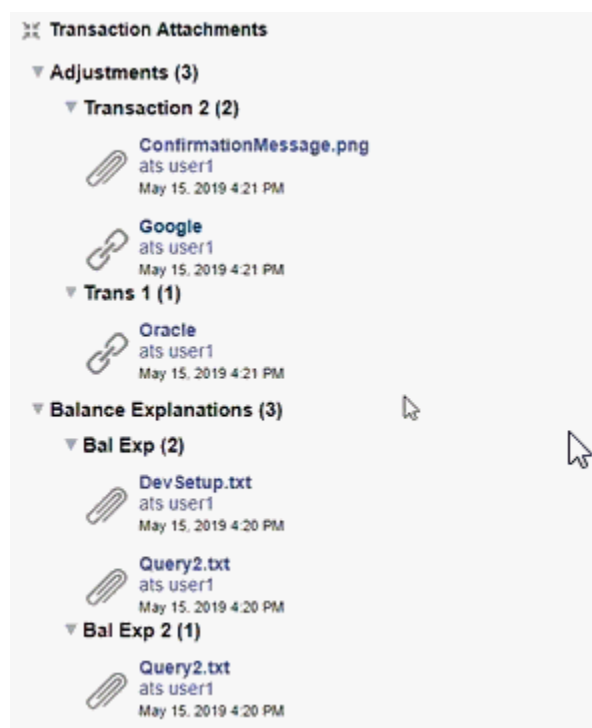 Transaction Attachments
Adjustments (3)
Transaction 2 (2)
ConfirmationMessage.png
ats user1
May 15, 2019 4:21 PM
Google
ats user1
May 15, 2019 4:21 PM
Trans 1 (1)
Oracle
ats user1
May 15, 2019 4:21 PM
Balance Explanations (3)
Bal Exp (2)
DevSetup.txt
ats user1
May 15, 2019 4:20 PM
Query2.txt
ats user1
May 15, 2019 4:20 PM
Bal Exp 2 (1)
Query2.txt
ats user1
May 15, 2019 4:20 PM